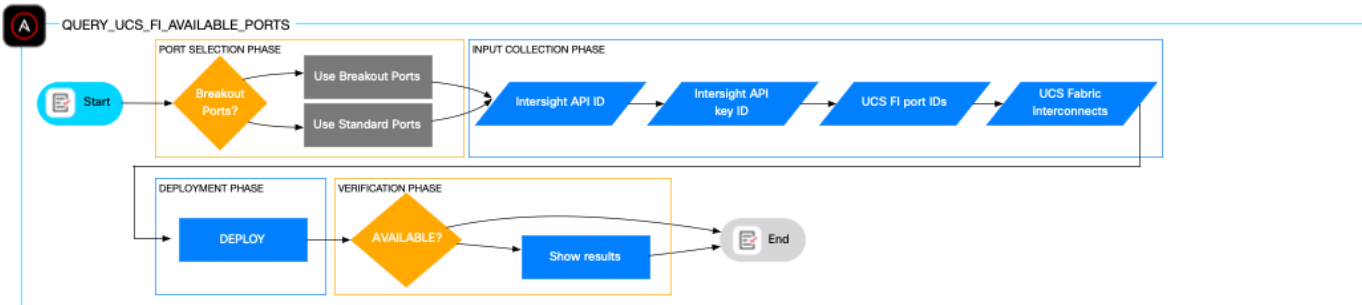 QUERY_UCS_FI_AVAILABLE_PORTS
PORT SELECTION PHASE
INPUT COLLECTION PHASE
Start
Breakout
Ports?
Use Breakout Ports
Use Standard Ports
Intersight API ID
Intersight API
key ID
UCS FI port IDs
UCS Fabric
Interconnects
DEPLOYMENT PHASE
VERIFICATION PHASE
DEPLOY
AVAILABLE?
Show results
End